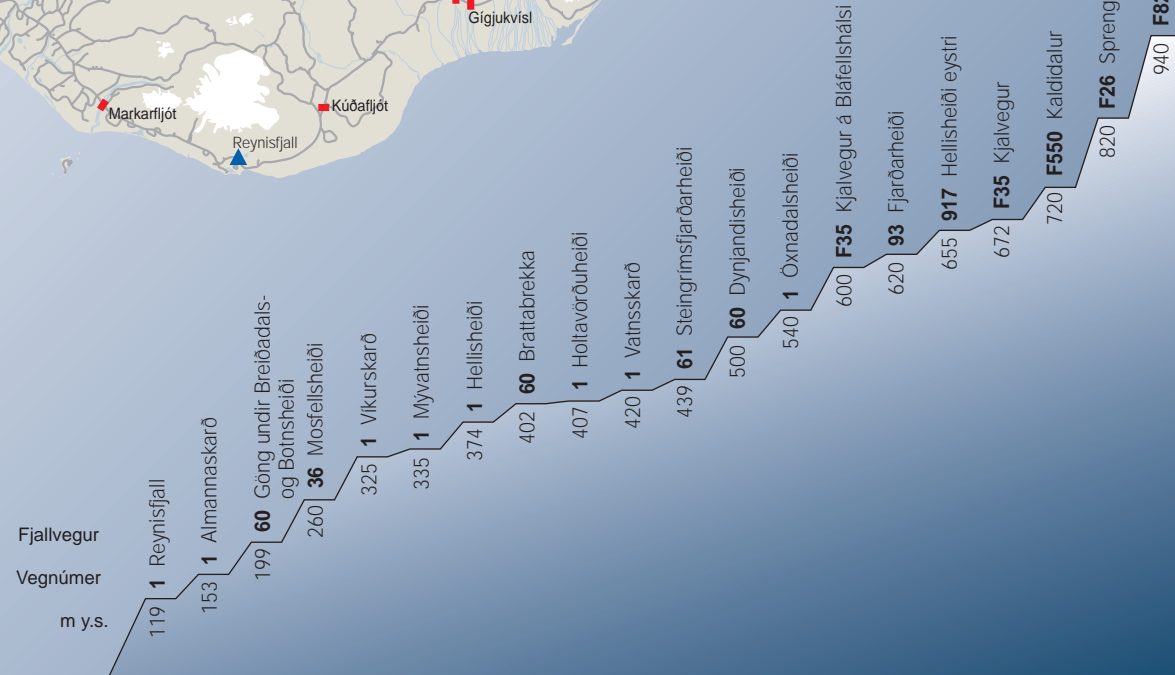 Gígjukvísl
Markarfljót
Kúðafljót
Reynisfjall
Fjallvegur
Vegnúmer
m y.s.
1 Reynisfjall
119
1 Almannaskarð
153
60 Göng undir Breiðadals-
og Botnsheiði
199
36 Mosfellsheiði
260
1 Víkurskarð
325
1 Mývatnsheiði
335
1 Hellisheiði
374
60 Brattabrekka
402
1 Holtavörðuheiði
407
1 Vatnsskarð
420
61 Steingrímsfjarðarheiði
439
60 Dynjandisheiði
500
1 Öxnadalsheiði
540
F35 Kjalvegur á Bláfellshálsi
600
93 Fjarðarheiði
620
917 Hellisheiði eystri
655
F35 Kjalvegur
672
F550 Kaldidalur
720
F26 Spreng
820
940